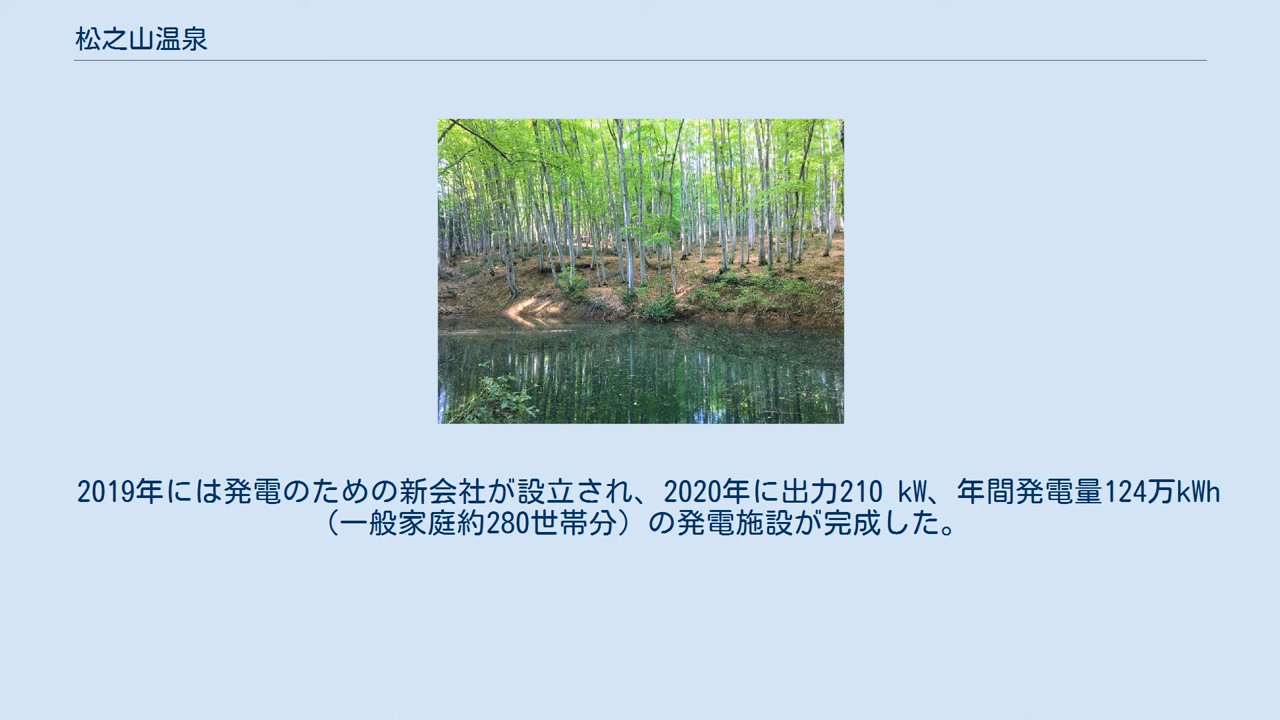 松之山温泉
2019年には発電のための新会社が設立され、2020年に出力210 kW、年間発電量124万kWh
（一般家庭約280世帯分）の発電施設が完成した。